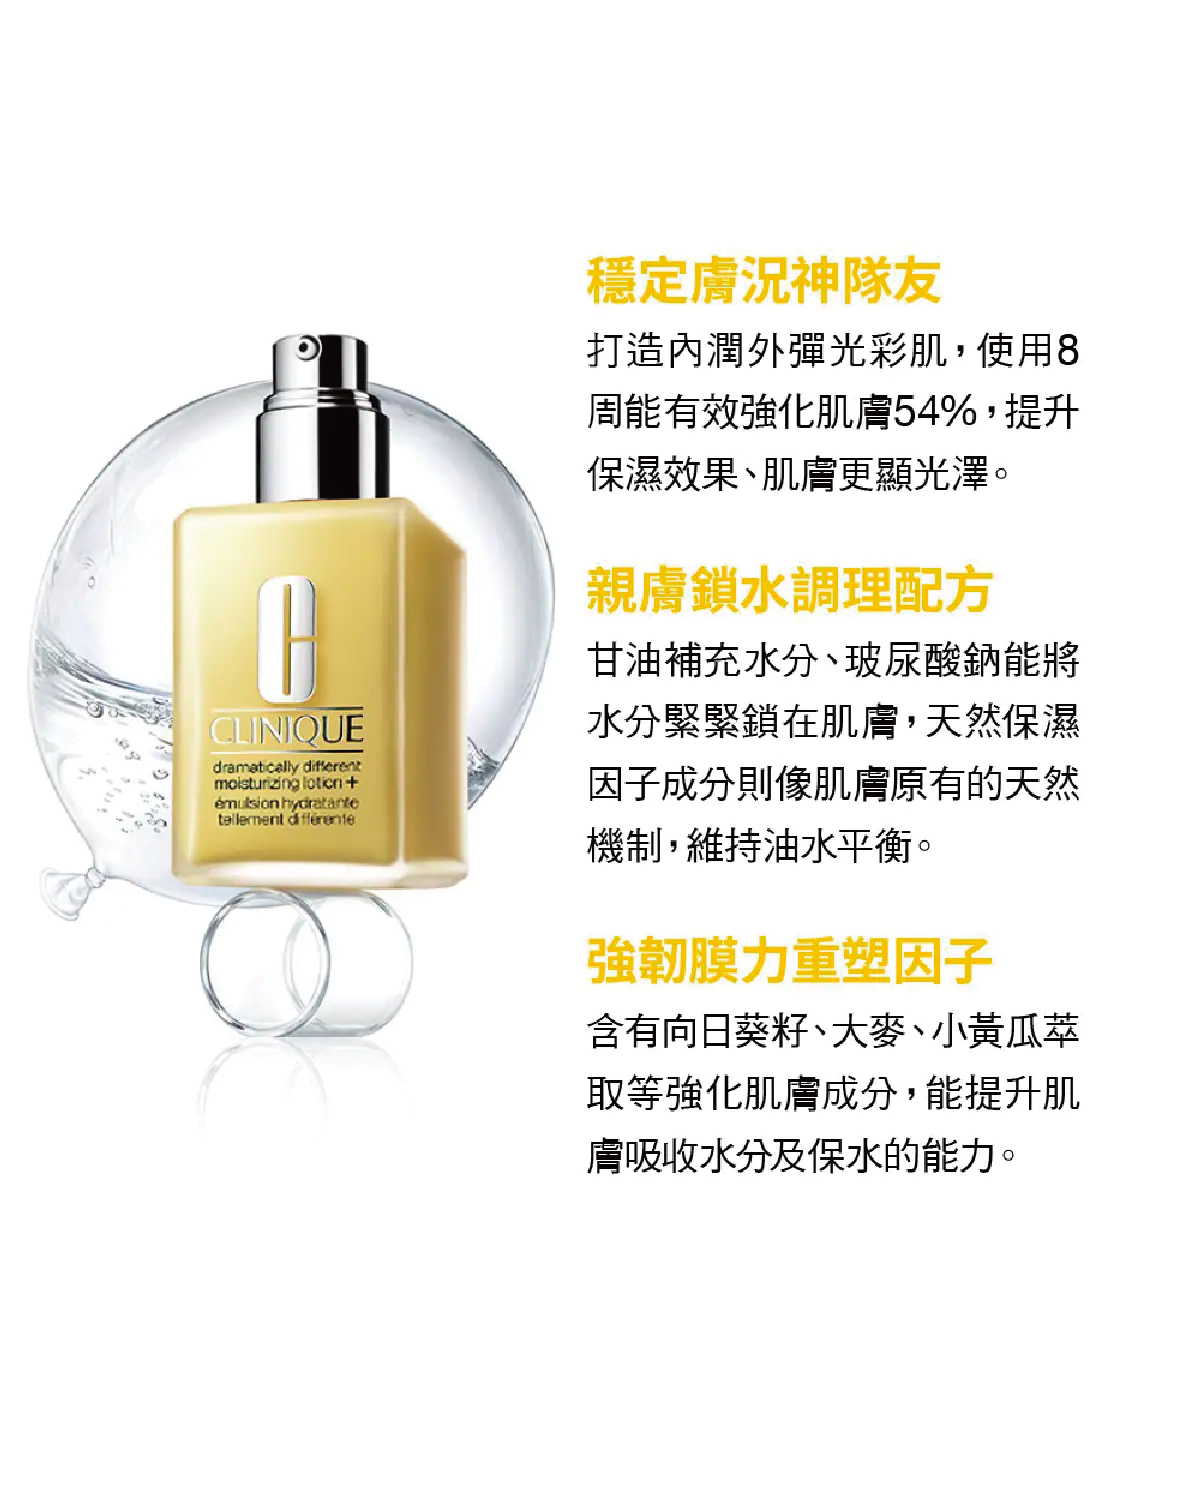 CLINIQUE
dramatically different
moisturizing lotion +
émulsion hydratante
tellement différente
穩定膚況神隊友
打造內潤外彈光彩肌，使用8
周能有效強化肌膚54%，提升
保濕效果、肌膚更顯光澤。
親膚鎖水調理配方
甘油補充水分、玻尿酸鈉能將
水分緊緊鎖在肌膚，天然保濕
因子成分則像肌膚原有的天然
機制，維持油水平衡。
強韌膜力重塑因子
含有向日葵籽、大麥、小黃瓜萃
取等強化肌膚成分，能提升肌
膚吸收水分及保水的能力。